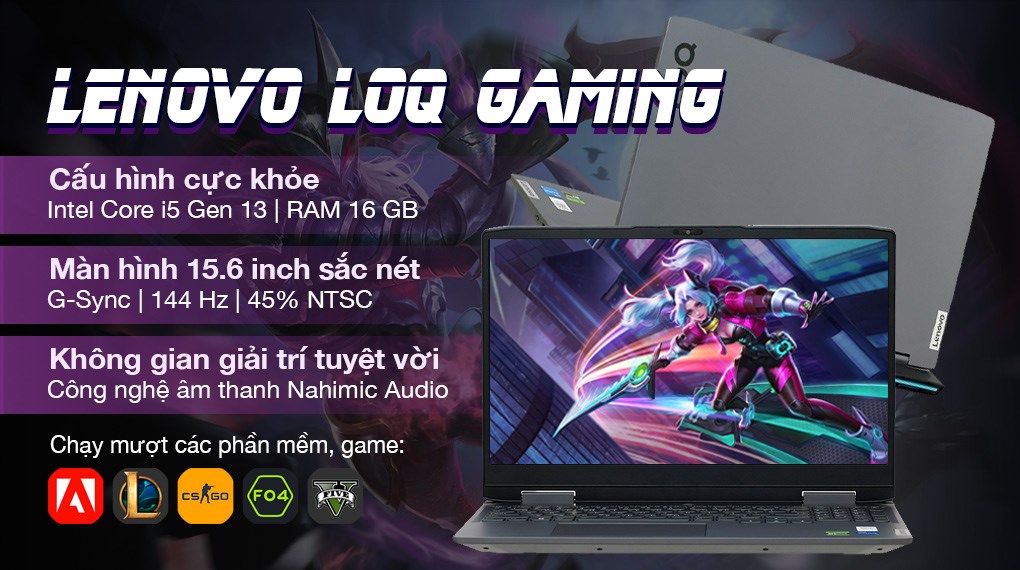 LENOVO LOQ GAMING
Cấu hình cực khỏe
Intel Core i5 Gen 13 | RAM 16 GB
Màn hình 15.6 inch sắc nét
G-Sync | 144 Hz | 45% NTSC
Không gian giải trí tuyệt vời
Công nghệ âm thanh Nahimic Audio
Chạy mượt các phần mềm, game:
CS GO
FO4
FIVE
Lenovo